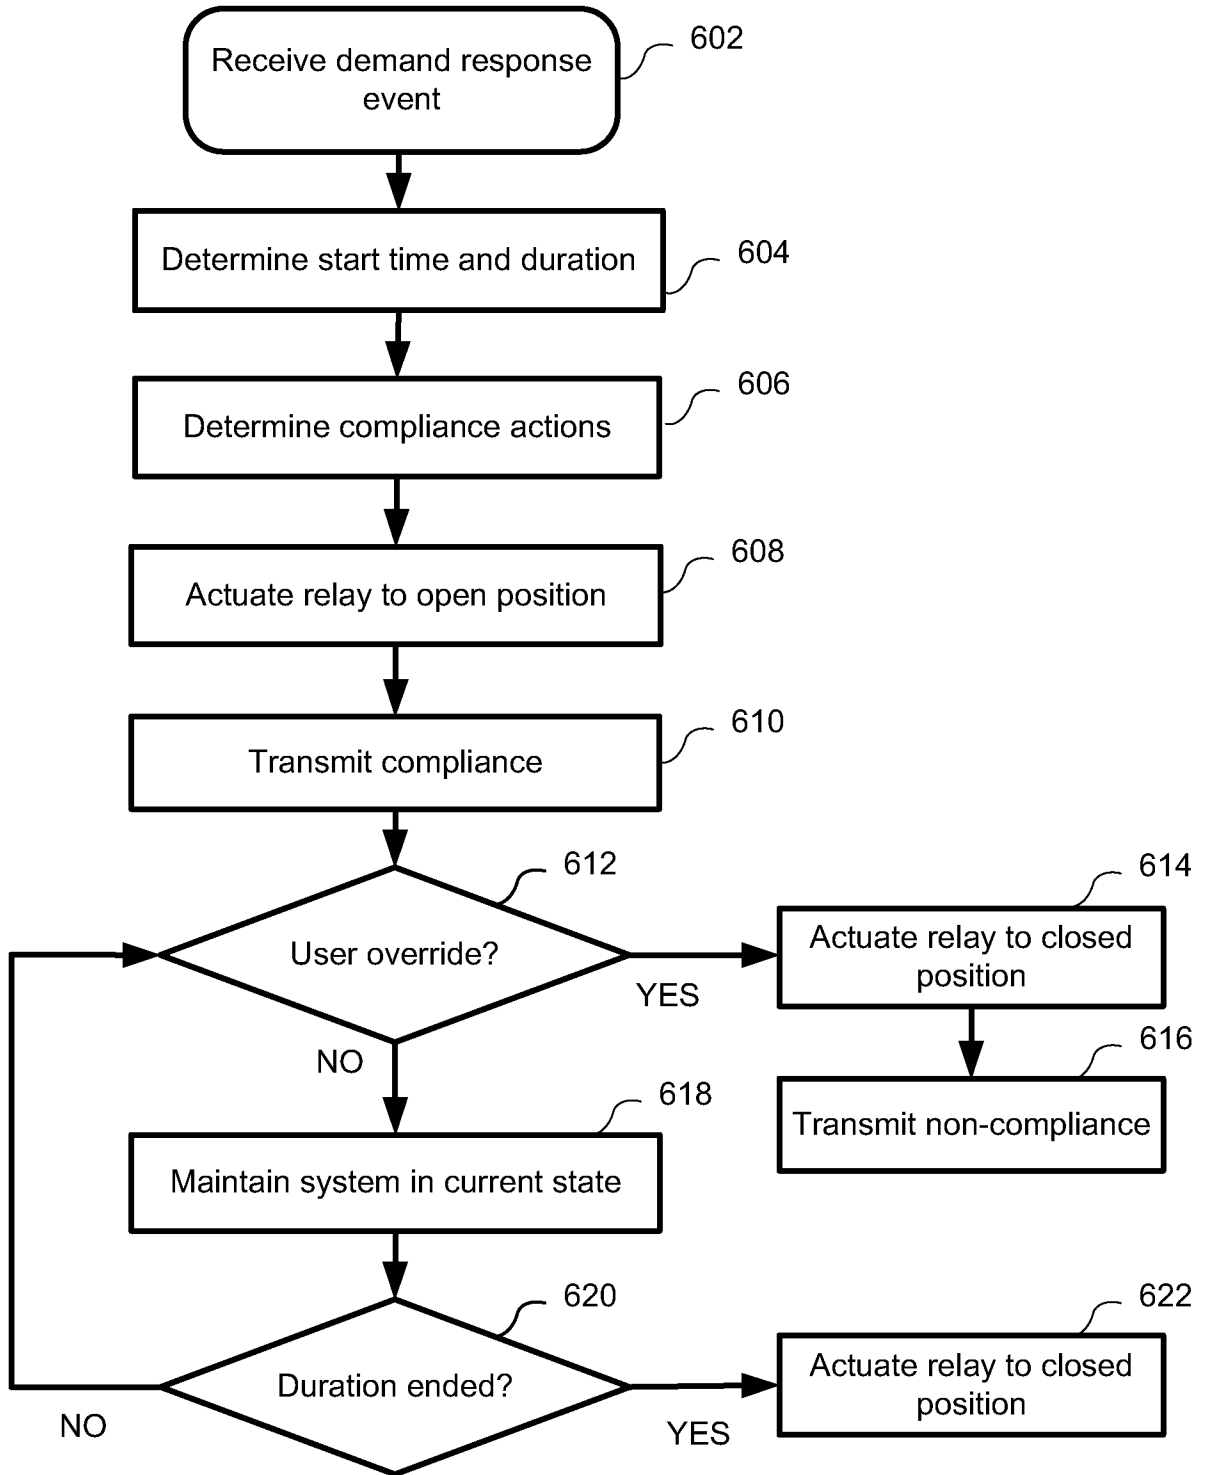 Receive demand response
event
602
Determine start time and duration
604
Determine compliance actions
606
Actuate relay to open position
608
Transmit compliance
610
User override?
612
YES
NO
Actuate relay to closed
position
614
Transmit non-compliance
616
Maintain system in current state
618
Duration ended?
620
NO
YES
Actuate relay to closed
position
622